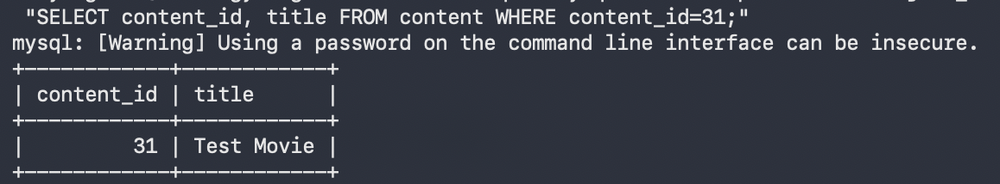 "SELECT content_id, title FROM content WHERE content_id=31;"
mysql: [Warning] Using a password on the command line interface can be insecure.
+------------+------------+
| content_id | title      |
+------------+------------+
|         31 | Test Movie |
+------------+------------+